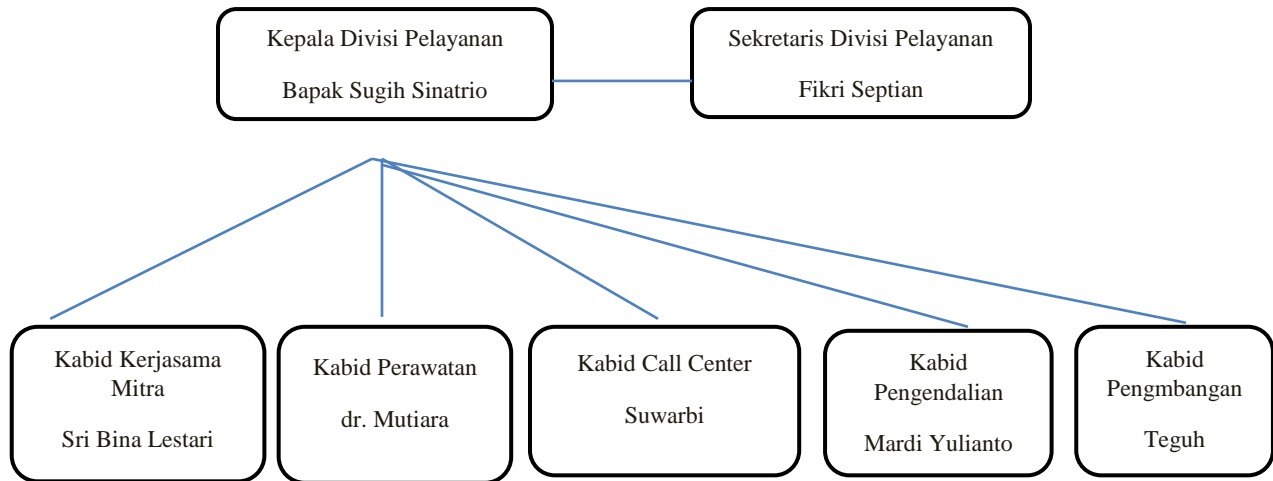 Kepala Divisi Pelayanan
Bapak Sugih Sinatrio
Sekretaris Divisi Pelayanan
Fikri Septian
Kabid Kerjasama
Mitra
Sri Bina Lestari
Kabid Perawatan
dr. Mutiara
Kabid Call Center
Suwarbi
Kabid
Pengendalian
Mardi Yulianto
Kabid
Pengmbangan
Teguh